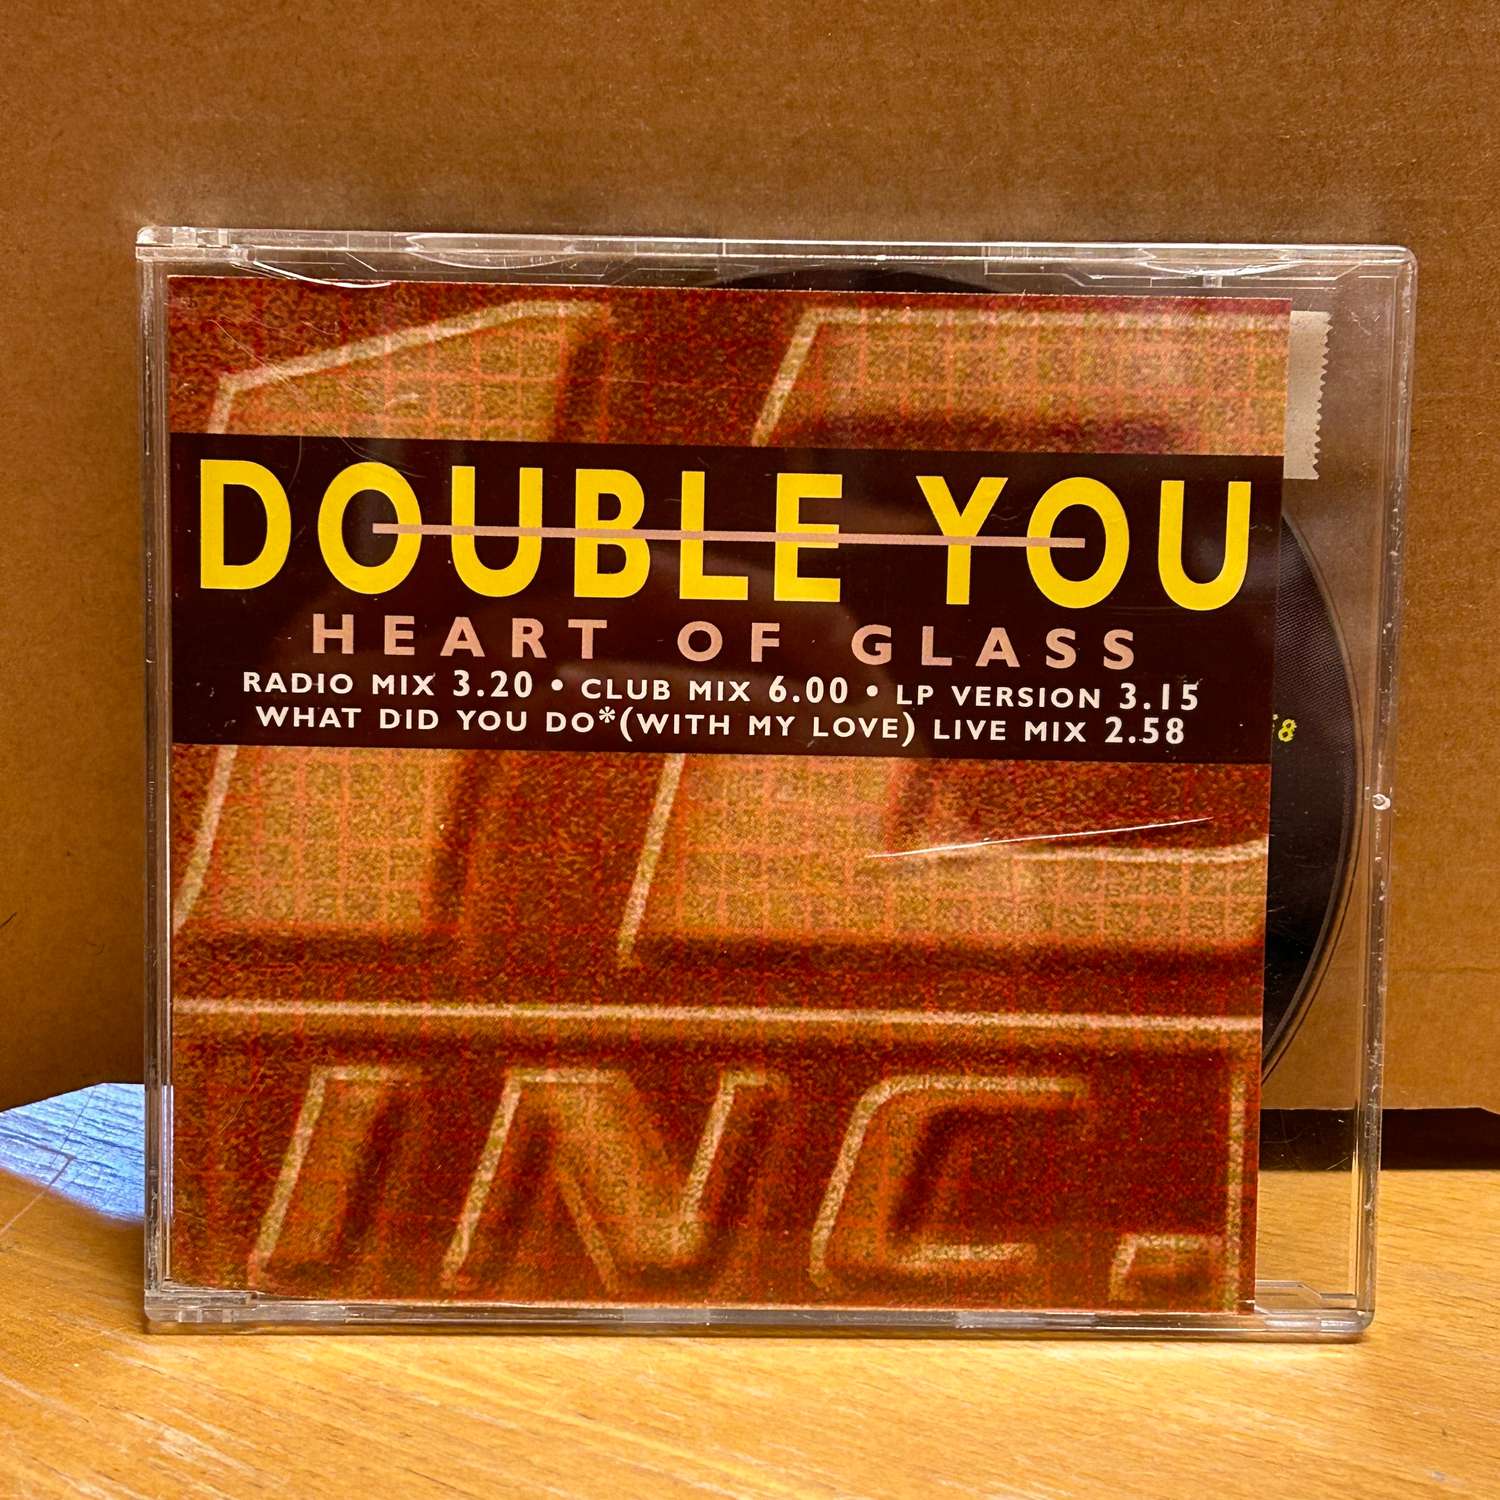 DOUBLE YOU
HEART OF GLASS
RADIO MIX 3.20 • CLUB MIX 6.00 • LP VERSION 3.15
WHAT DID YOU DO*(WITH MY LOVE) LIVE MIX 2.58
INC.